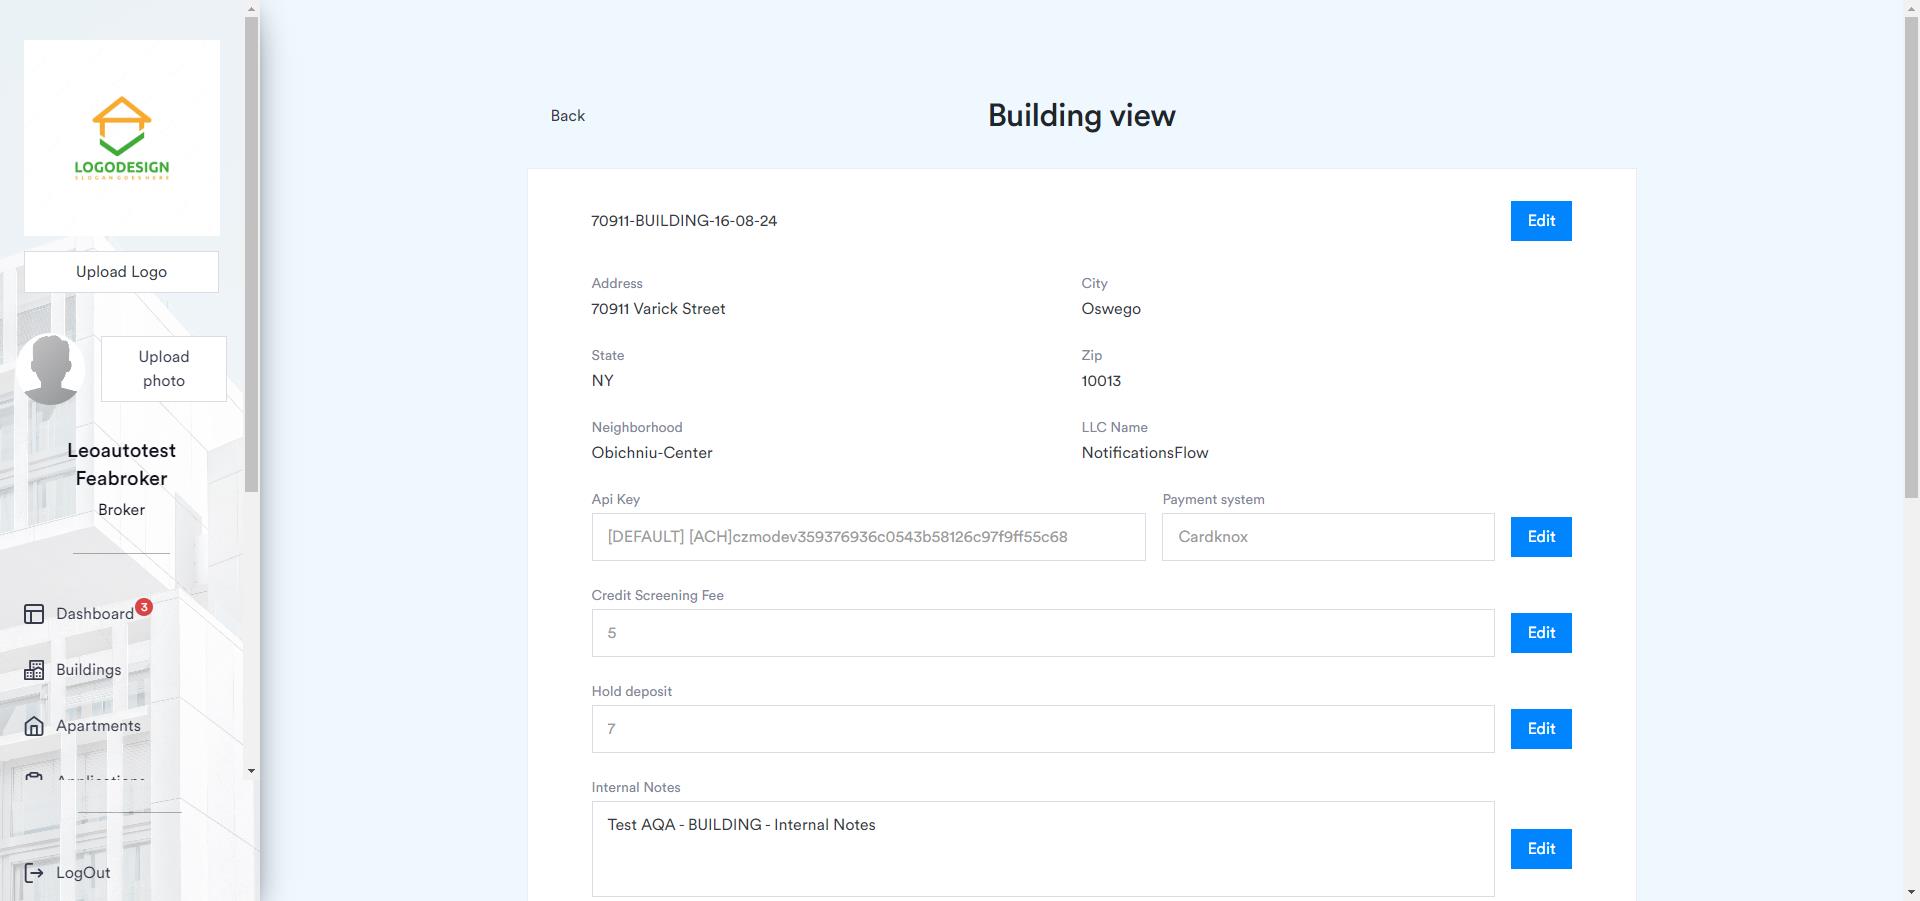 LOGODESIGN
SLOGANGOESHERE
Upload Logo
Upload
photo
Leoautotest
Feabroker
Broker
Dashboard 3
Buildings
Apartments
Applications
LogOut
Back
Building view
70911-BUILDING-16-08-24
Edit
Address
70911 Varick Street
City
Oswego
State
NY
Zip
10013
Neighborhood
Obichniu-Center
LLC Name
NotificationsFlow
Api Key
[DEFAULT] [ACH]czmodev359376936c0543b58126c97f9ff55c68
Payment system
Cardknox
Edit
Credit Screening Fee
5
Edit
Hold deposit
7
Edit
Internal Notes
Test AQA - BUILDING - Internal Notes
Edit